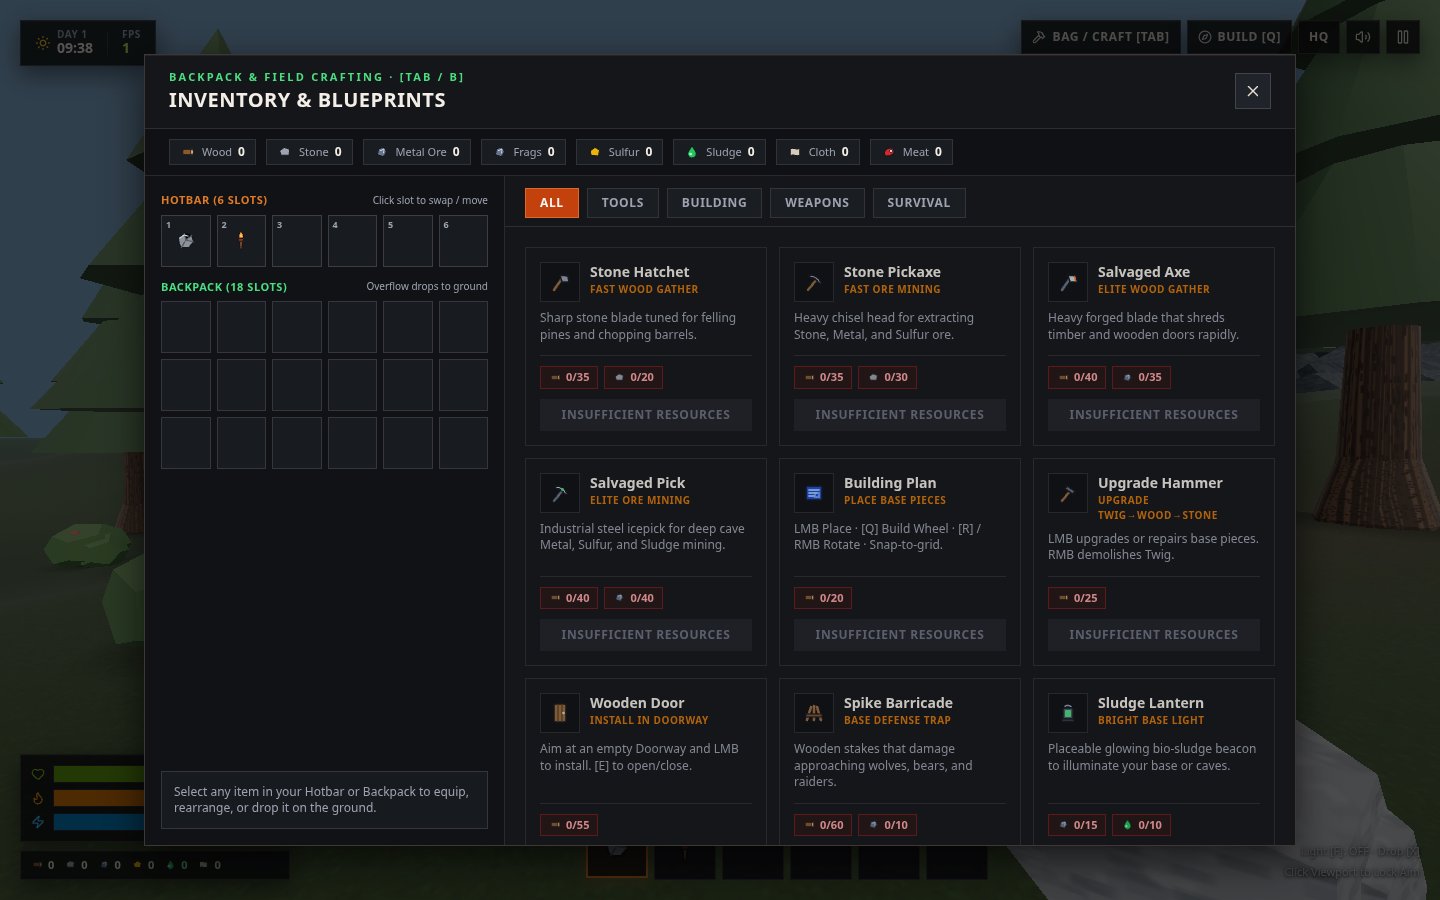 DAY 1
09:38
FPS
1
BAG / CRAFT [TAB]
BUILD [Q]
HQ
BACKPACK & FIELD CRAFTING · [TAB / B]
INVENTORY & BLUEPRINTS
Wood 0
Stone 0
Metal Ore 0
Frags 0
Sulfur 0
Sludge 0
Cloth 0
Meat 0
HOTBAR (6 SLOTS)
Click slot to swap / move
1
2
3
4
5
6
BACKPACK (18 SLOTS)
Overflow drops to ground
Select any item in your Hotbar or Backpack to equip,
rearrange, or drop it on the ground.
ALL
TOOLS
BUILDING
WEAPONS
SURVIVAL
Stone Hatchet
FAST WOOD GATHER
Sharp stone blade tuned for felling
pines and chopping barrels.
0/35
0/20
INSUFFICIENT RESOURCES
Stone Pickaxe
FAST ORE MINING
Heavy chisel head for extracting
Stone, Metal, and Sulfur ore.
0/35
0/30
INSUFFICIENT RESOURCES
Salvaged Axe
ELITE WOOD GATHER
Heavy forged blade that shreds
timber and wooden doors rapidly.
0/40
0/35
INSUFFICIENT RESOURCES
Salvaged Pick
ELITE ORE MINING
Industrial steel icepick for deep cave
Metal, Sulfur, and Sludge mining.
0/40
0/40
INSUFFICIENT RESOURCES
Building Plan
PLACE BASE PIECES
LMB Place · [Q] Build Wheel · [R] /
RMB Rotate · Snap-to-grid.
0/20
INSUFFICIENT RESOURCES
Upgrade Hammer
UPGRADE
TWIG→WOOD→STONE
LMB upgrades or repairs base pieces.
RMB demolishes Twig.
0/25
INSUFFICIENT RESOURCES
Wooden Door
INSTALL IN DOORWAY
Aim at an empty Doorway and LMB
to install. [E] to open/close.
0/55
Spike Barricade
BASE DEFENSE TRAP
Wooden stakes that damage
approaching wolves, bears, and
raiders.
0/60
0/10
Sludge Lantern
BRIGHT BASE LIGHT
Placeable glowing bio-sludge beacon
to illuminate your base or caves.
0/15
0/10
0
0
0
0
0
0
Light [F]: OFF · Drop [X]
Click Viewport to Lock Aim